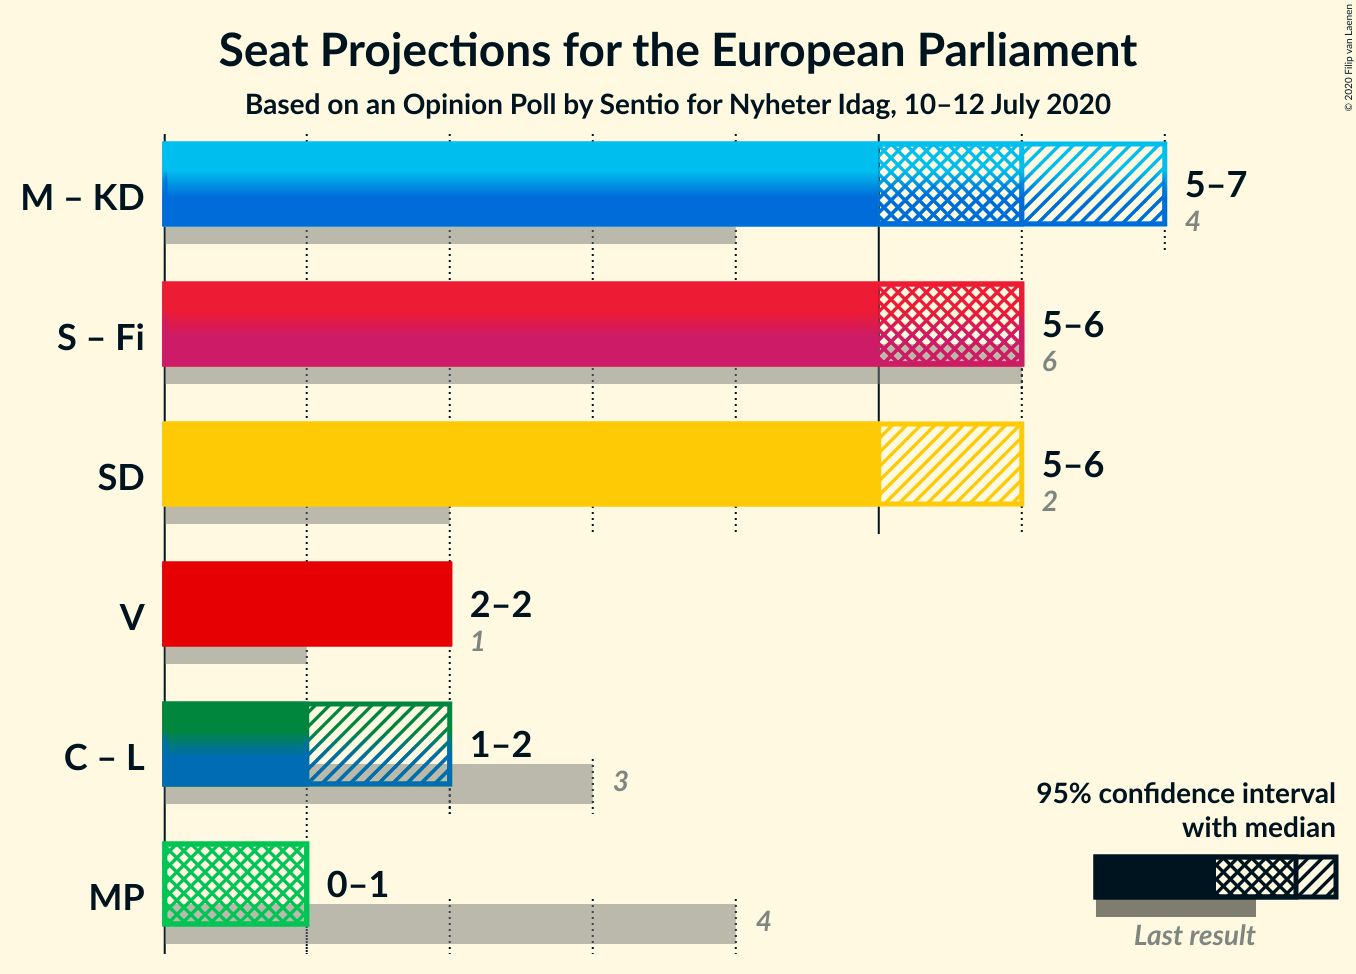 Seat Projections for the European Parliament
Based on an Opinion Poll by Sentio for Nyheter Idag, 10–12 July 2020
© 2020 Filip van Laenen
M – KD
5–7
4
S – Fi
5–6
6
SD
5–6
2
V
2–2
1
C – L
1–2
3
MP
0–1
4
95% confidence interval
with median
Last result